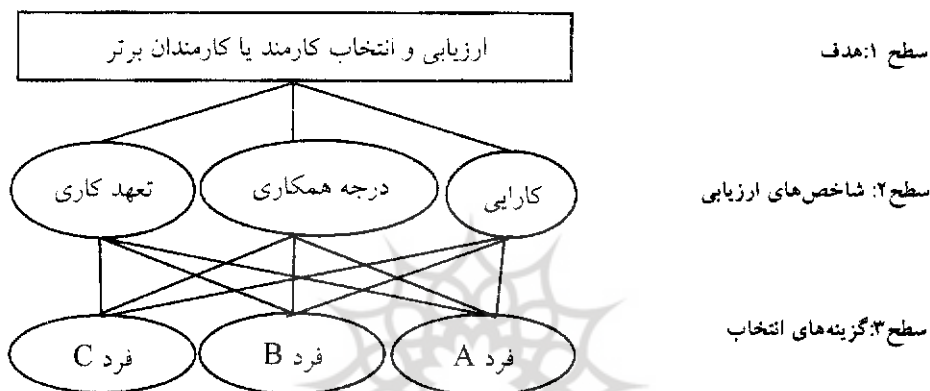 ارزیابی و انتخاب کارمند یا کارمندان برتر
سطح ۱:هدف
کارایی
درجه همکاری
تعهد کاری
سطح۲: شاخص‌های ارزیابی
فرد A
فرد B
فرد C
سطح۳:گزینه‌های انتخاب